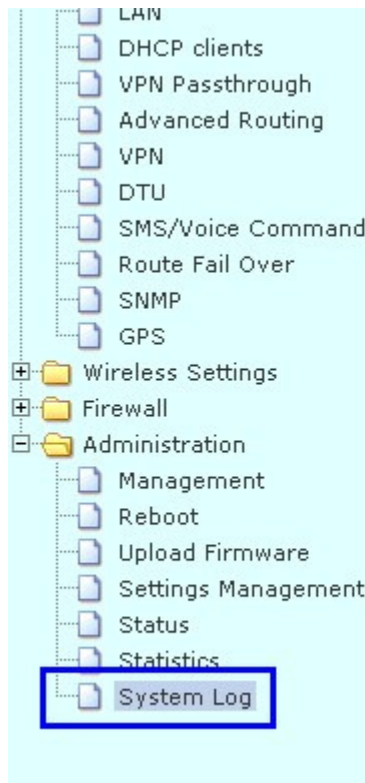 LAN
DHCP clients
VPN Passthrough
Advanced Routing
VPN
DTU
SMS/Voice Command
Route Fail Over
SNMP
GPS
Wireless Settings
Firewall
Administration
Management
Reboot
Upload Firmware
Settings Management
Status
Statistics
System Log